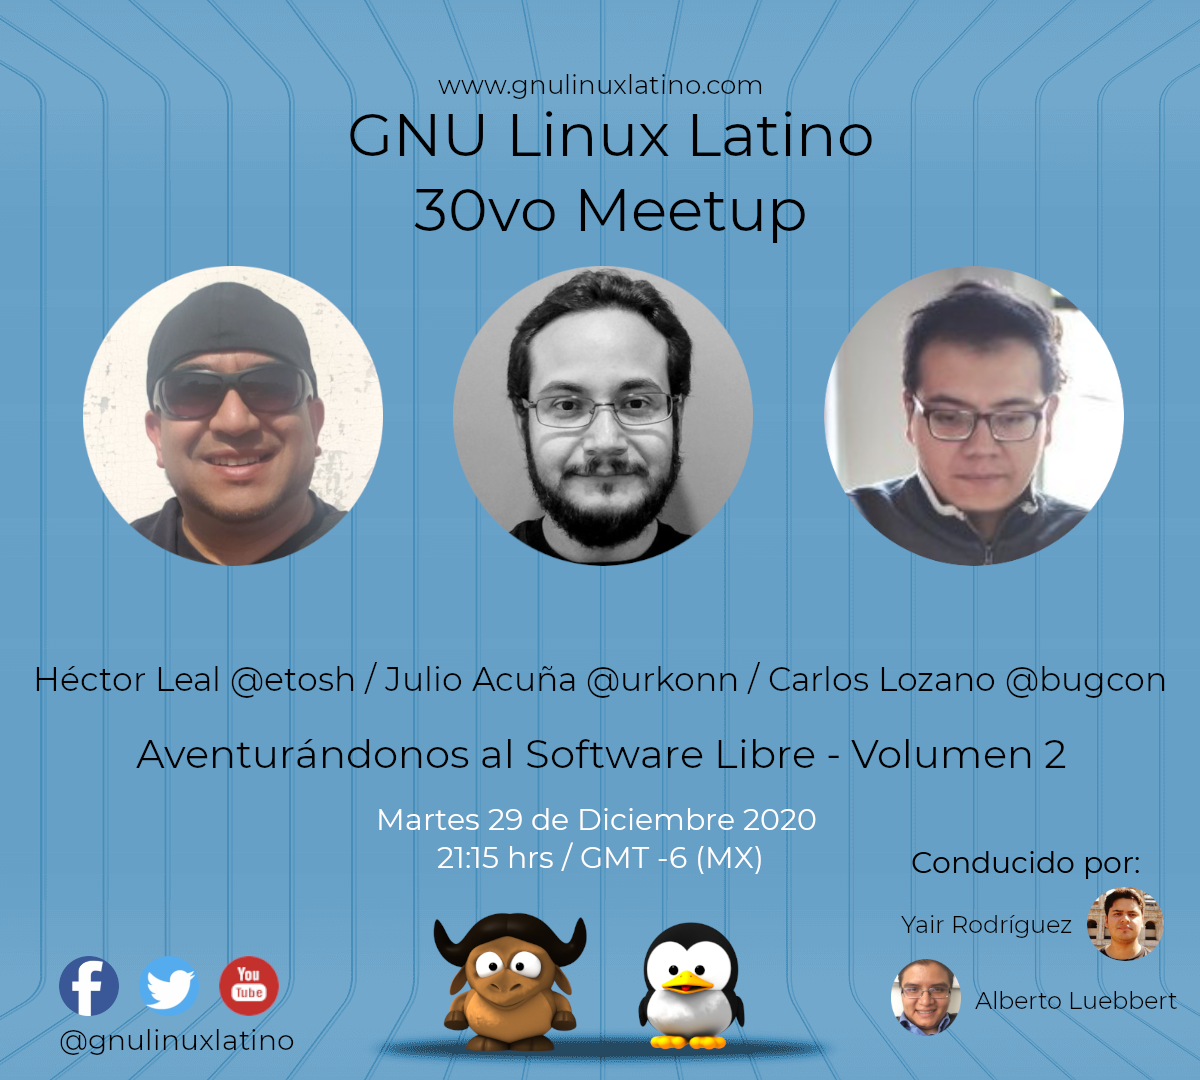 www.gnulinuxlatino.com
GNU Linux Latino
30vo Meetup
Héctor Leal @etosh / Julio Acuña @urkonn / Carlos Lozano @bugcon
Aventurándonos al Software Libre - Volumen 2
Martes 29 de Diciembre 2020
21:15 hrs / GMT -6 (MX)
Conducido por:
Yair Rodríguez
Alberto Luebbert
You
Tube
@gnulinuxlatino